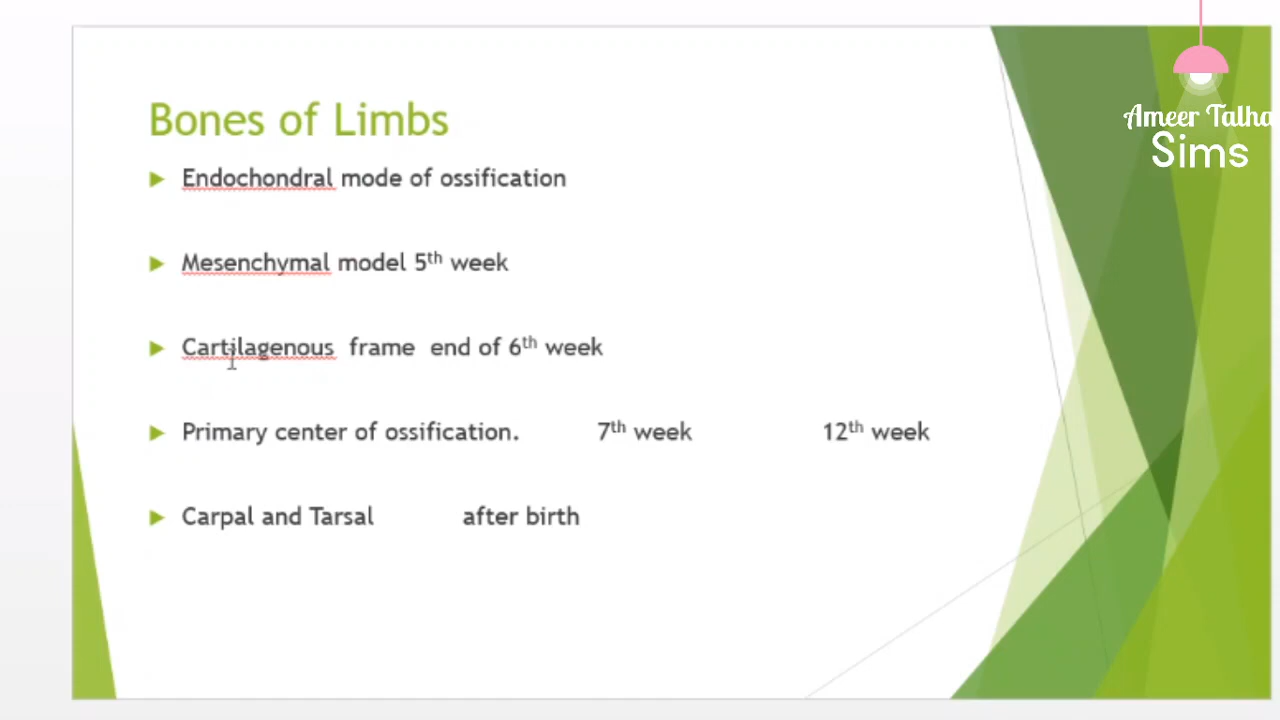 Ameer Talha
Sims
Bones of Limbs
Endochondral mode of ossification
Mesenchymal model 5th week
Cartilagenous frame end of 6th week
Primary center of ossification. 7th week 12th week
Carpal and Tarsal after birth